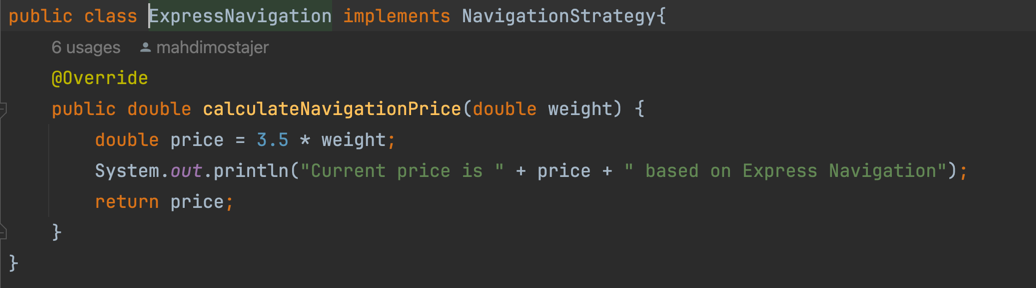 public class ExpressNavigation implements NavigationStrategy{
6 usages mahdimostajer
@Override
public double calculateNavigationPrice(double weight) {
double price = 3.5 * weight;
System.out.println("Current price is " + price + " based on Express Navigation");
return price;
}
}